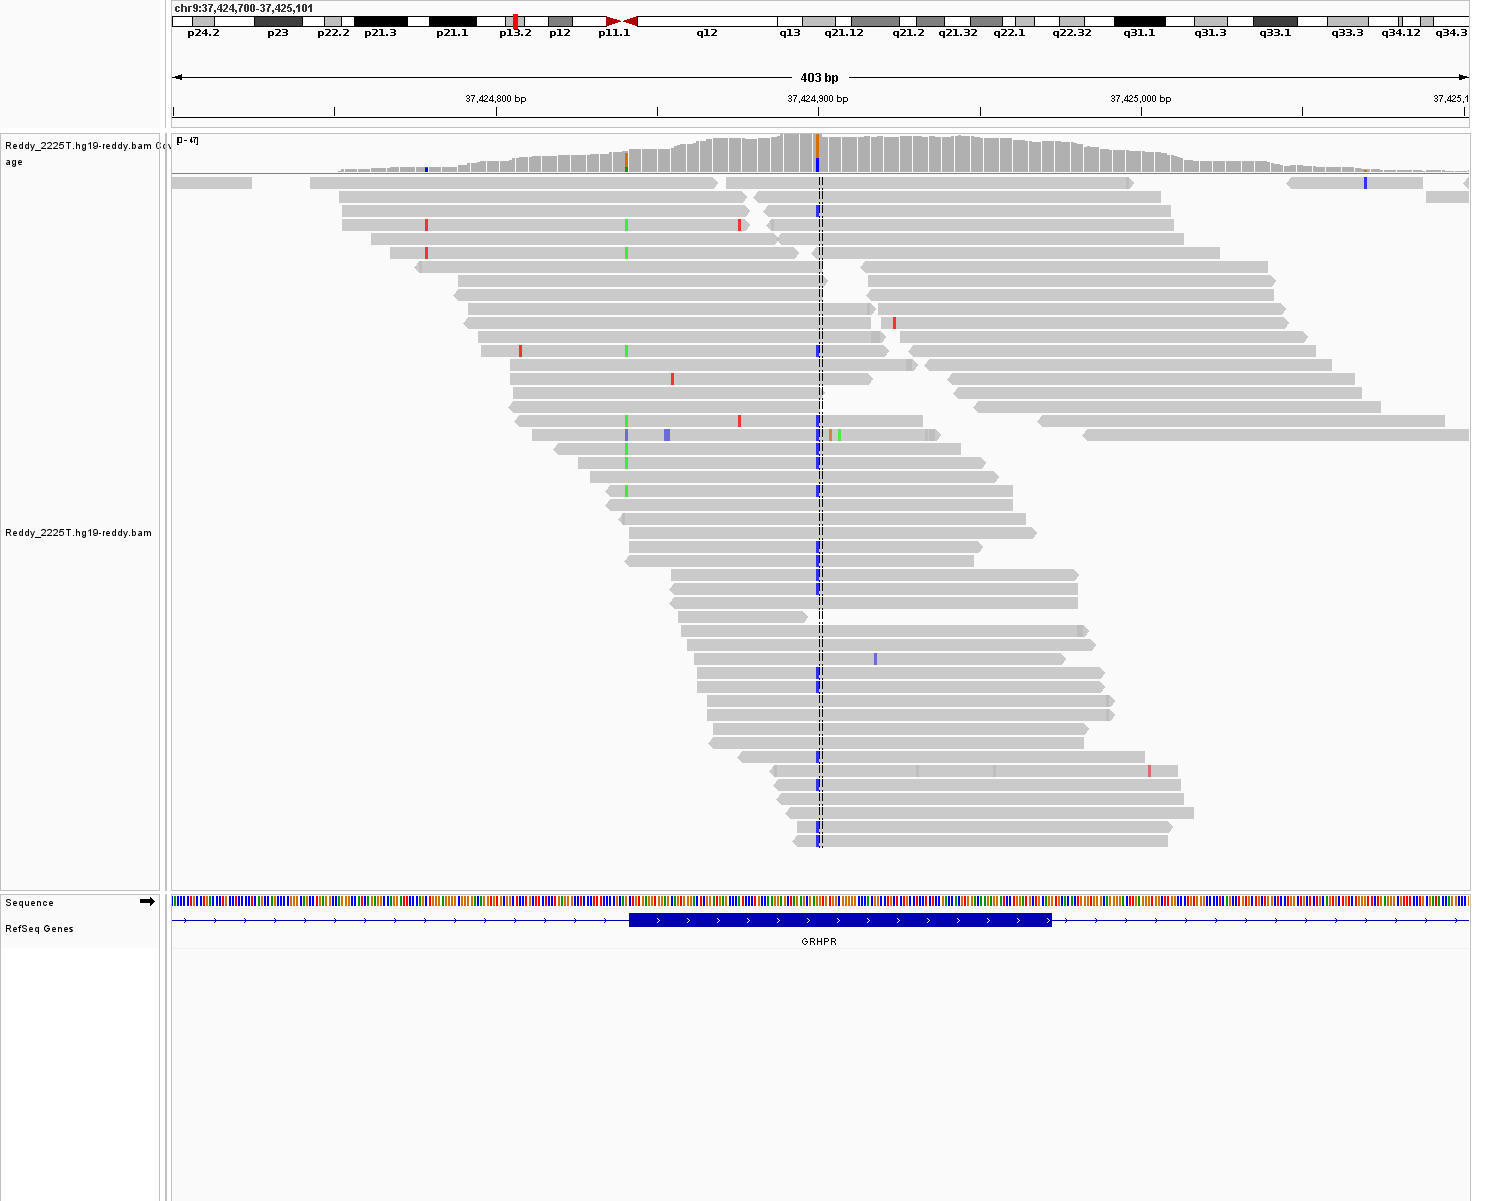 chr9:37,424,700-37,425,101
p24.2 p23 p22.2 p21.3 p21.1 p13.2 p12 p11.1 q12 q13 q21.12 q21.2 q21.32 q22.1 q22.32 q31.1 q31.3 q33.1 q33.3 q34.12 q34.3
403 bp
37,424,800 bp 37,424,900 bp 37,425,000 bp 37,425,1
Reddy_2225T.hg19-reddy.bam Cov
age
[0 - 47]
Reddy_2225T.hg19-reddy.bam
Sequence
RefSeq Genes
GRHPR